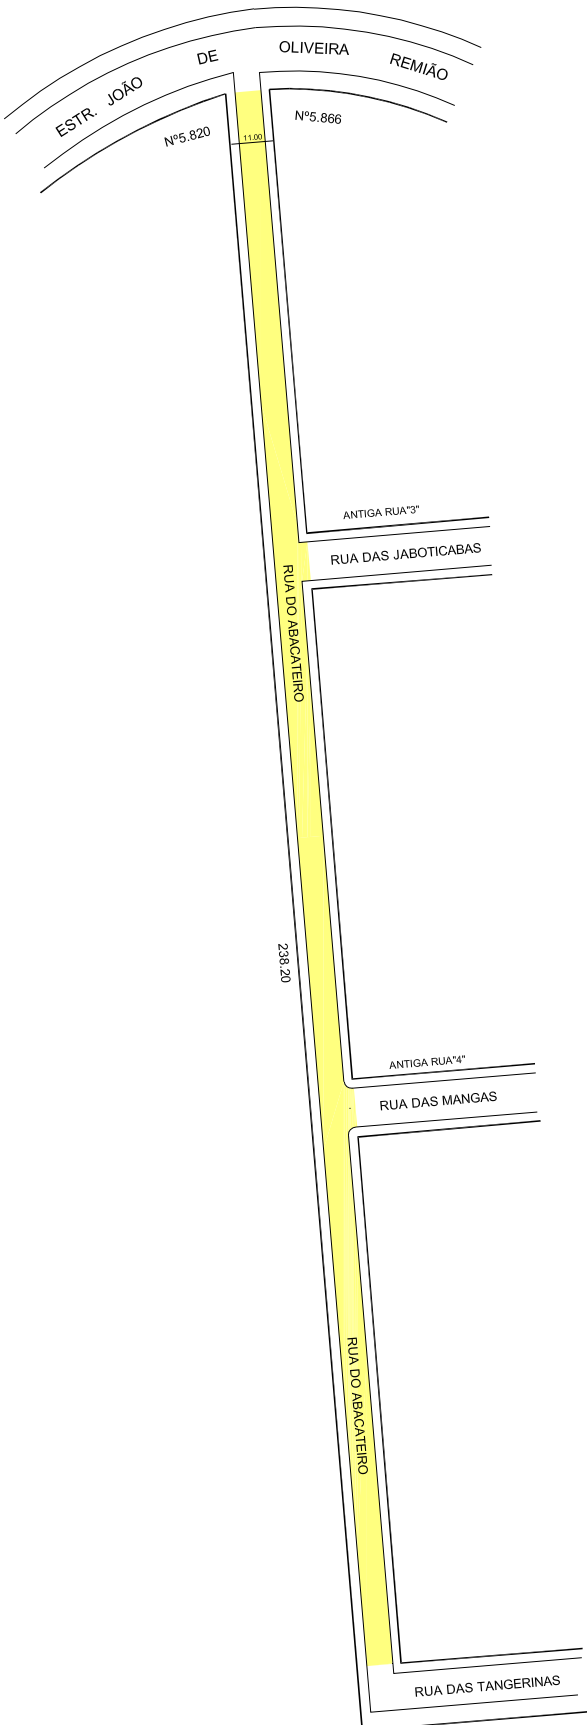 ESTR. JOÃO DE OLIVEIRA REMIÃO
Nº5.820
11.00
Nº5.866
ANTIGA RUA"3"
RUA DAS JABOTICABAS
RUA DO ABACATEIRO
238.20
ANTIGA RUA"4"
RUA DAS MANGAS
RUA DO ABACATEIRO
RUA DAS TANGERINAS